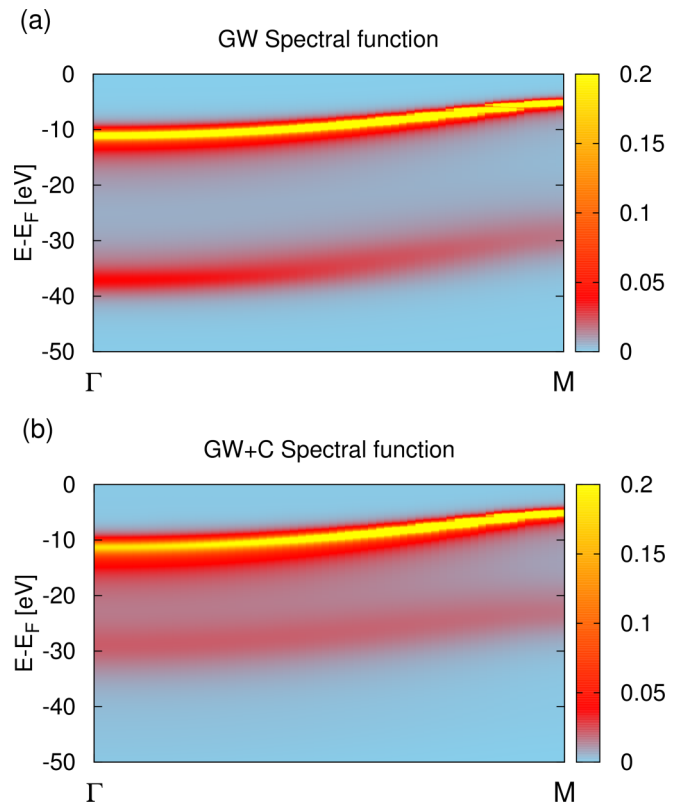 (a)
GW Spectral function
0
-10
-20
-30
-40
-50
E-E_F [eV]
Γ
M
0.2
0.15
0.1
0.05
0
(b)
GW+C Spectral function
0
-10
-20
-30
-40
-50
E-E_F [eV]
Γ
M
0.2
0.15
0.1
0.05
0